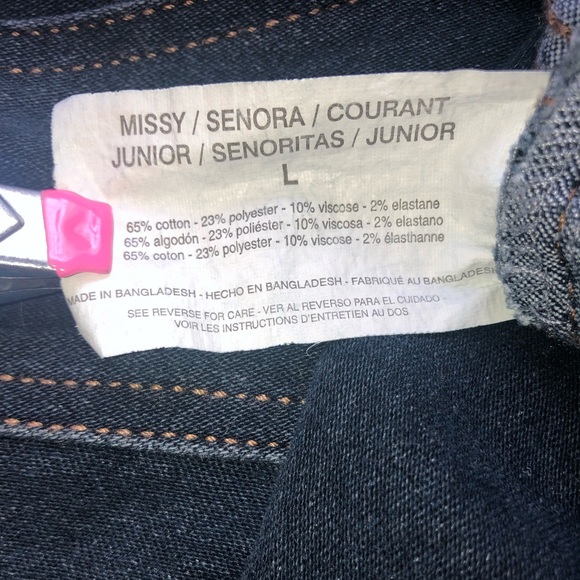 MISSY / SENORA / COURANT
JUNIOR / SENORITAS / JUNIOR
L
65% cotton - 23% polyester - 10% viscose - 2% elastane
65% algodón - 23% poliéster - 10% viscosa - 2% elastano
65% coton - 23% polyester - 10% viscose - 2% élasthanne
MADE IN BANGLADESH - HECHO EN BANGLADESH - FABRIQUÉ AU BANGLADESH
SEE REVERSE FOR CARE - VER AL REVERSO PARA EL CUIDADO -
VOIR LES INSTRUCTIONS D'ENTRETIEN AU DOS